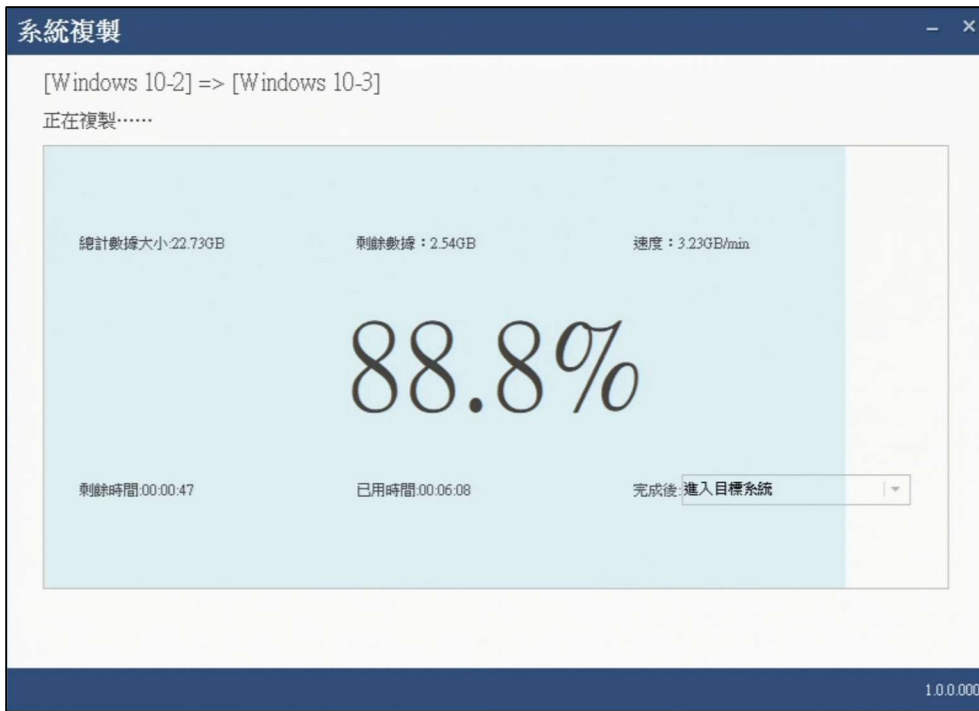 系統複製
[Windows 10-2] => [Windows 10-3]
正在複製……
總計數據大小:22.73GB 剩餘數據：2.54GB 速度：3.23GB/min
88.8%
剩餘時間:00:00:47 已用時間:00:06:08 完成後:進入目標系統
1.0.0.000